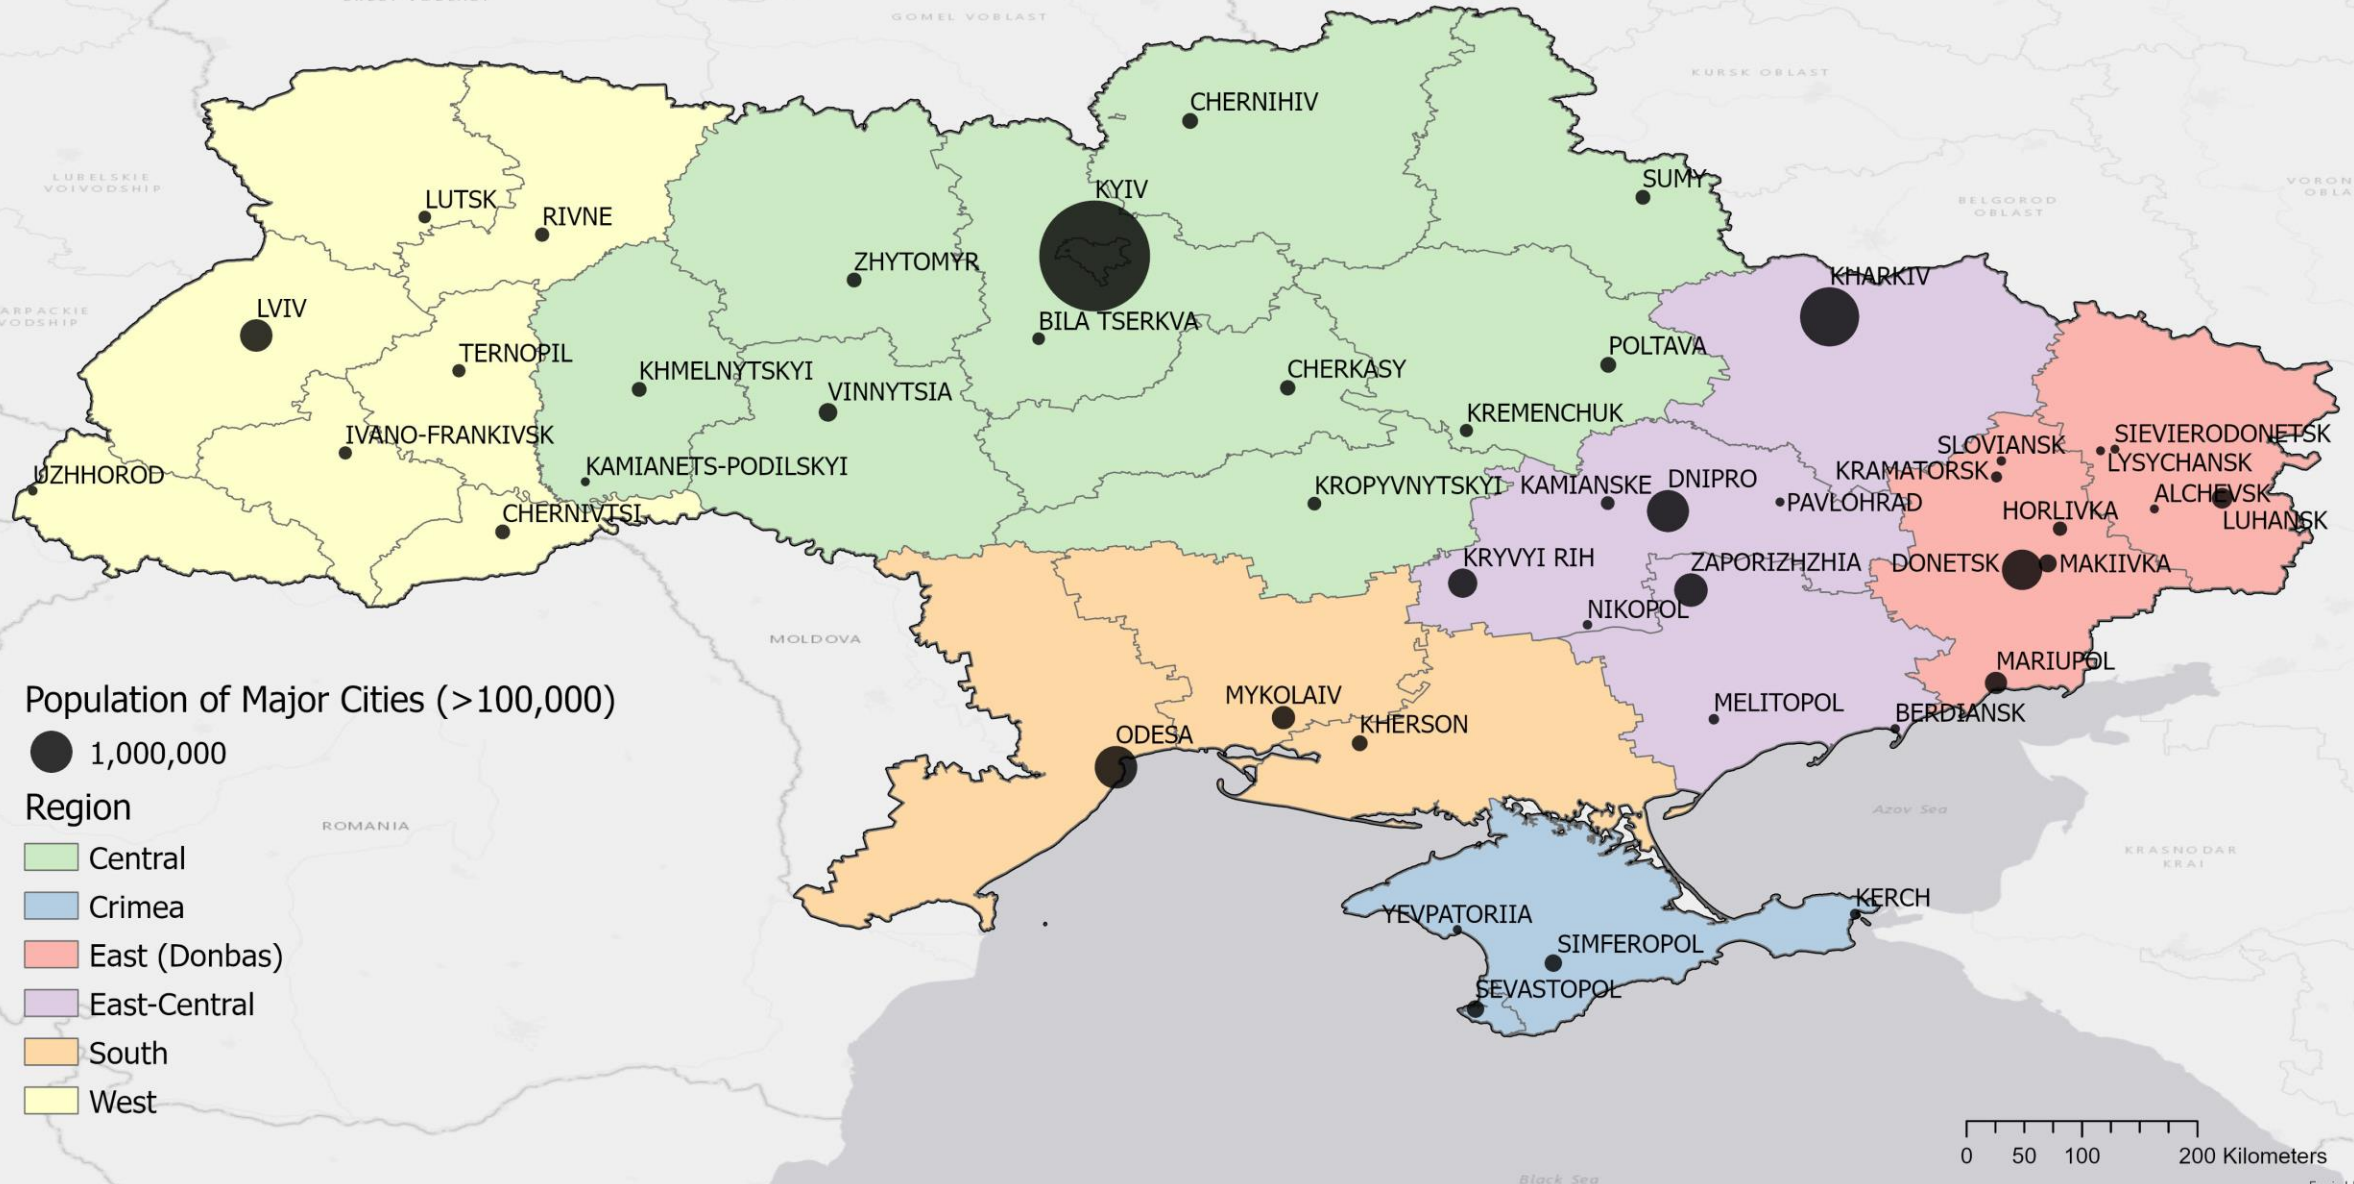 GOMEL VOBLAST
KURSK OBLAST
CHERNIHIV
LUBELSKIE
VOIVODSHIP
SUMY
KYIV
LUTSK
RIVNE
BELGOROD
OBLAST
VORON
OBLA
ZHYTOMYR
KHARKIV
LVIV
ARPACKIE
VODSHIP
BILA TSERKVA
TERNOPIL
KHMELNYTSKYI
VINNYTSIA
CHERKASY
POLTAVA
KREMENCHUK
IVANO-FRANKIVSK
SIEVIERODONETSK
SLOVIANSK
LYSYCHANSK
KRAMATORSK
UZHHOROD
KAMIANETS-PODILSKYI
KROPYVNYTSKYI
KAMIANSKE
DNIPRO
PAVLOHRAD
ALCHEVSK
HORLIVKA
LUHANSK
CHERNIVTSI
KRYVYI RIH
ZAPORIZHZHIA
DONETSK
MAKIIVKA
NIKOPOL
MOLDOVA
MARIUPOL
MYKOLAIV
MELITOPOL
BERDIANSK
KHERSON
ODESA
Population of Major Cities (>100,000)
1,000,000
Region
Central
Crimea
East (Donbas)
East-Central
South
West
ROMANIA
Azov Sea
KRASNODAR
KRAI
KERCH
YEVPATORIIA
SIMFEROPOL
SEVASTOPOL
0 50 100 200 Kilometers
Black Sea